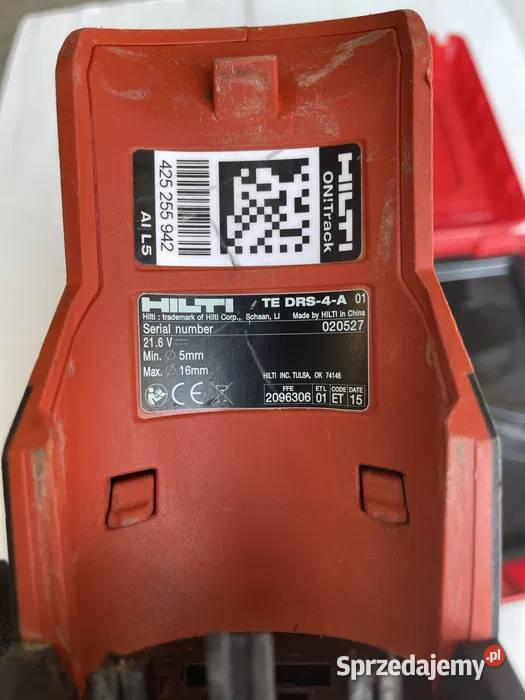 425 255 942
AI L5
HILTI
ON!Track
HILTI TE DRS-4-A 01
Hilti : trademark of Hilti Corp., Schaan, LI Made by HILTI in China
Serial number 020527
21.6 V
Min. ∅ 5mm
Max. ∅ 16mm HILTI INC. TULSA, OK 74146
CE
FFE ETL CODE DATE
2096306 01 ET 15
Sprzedajemy.pl